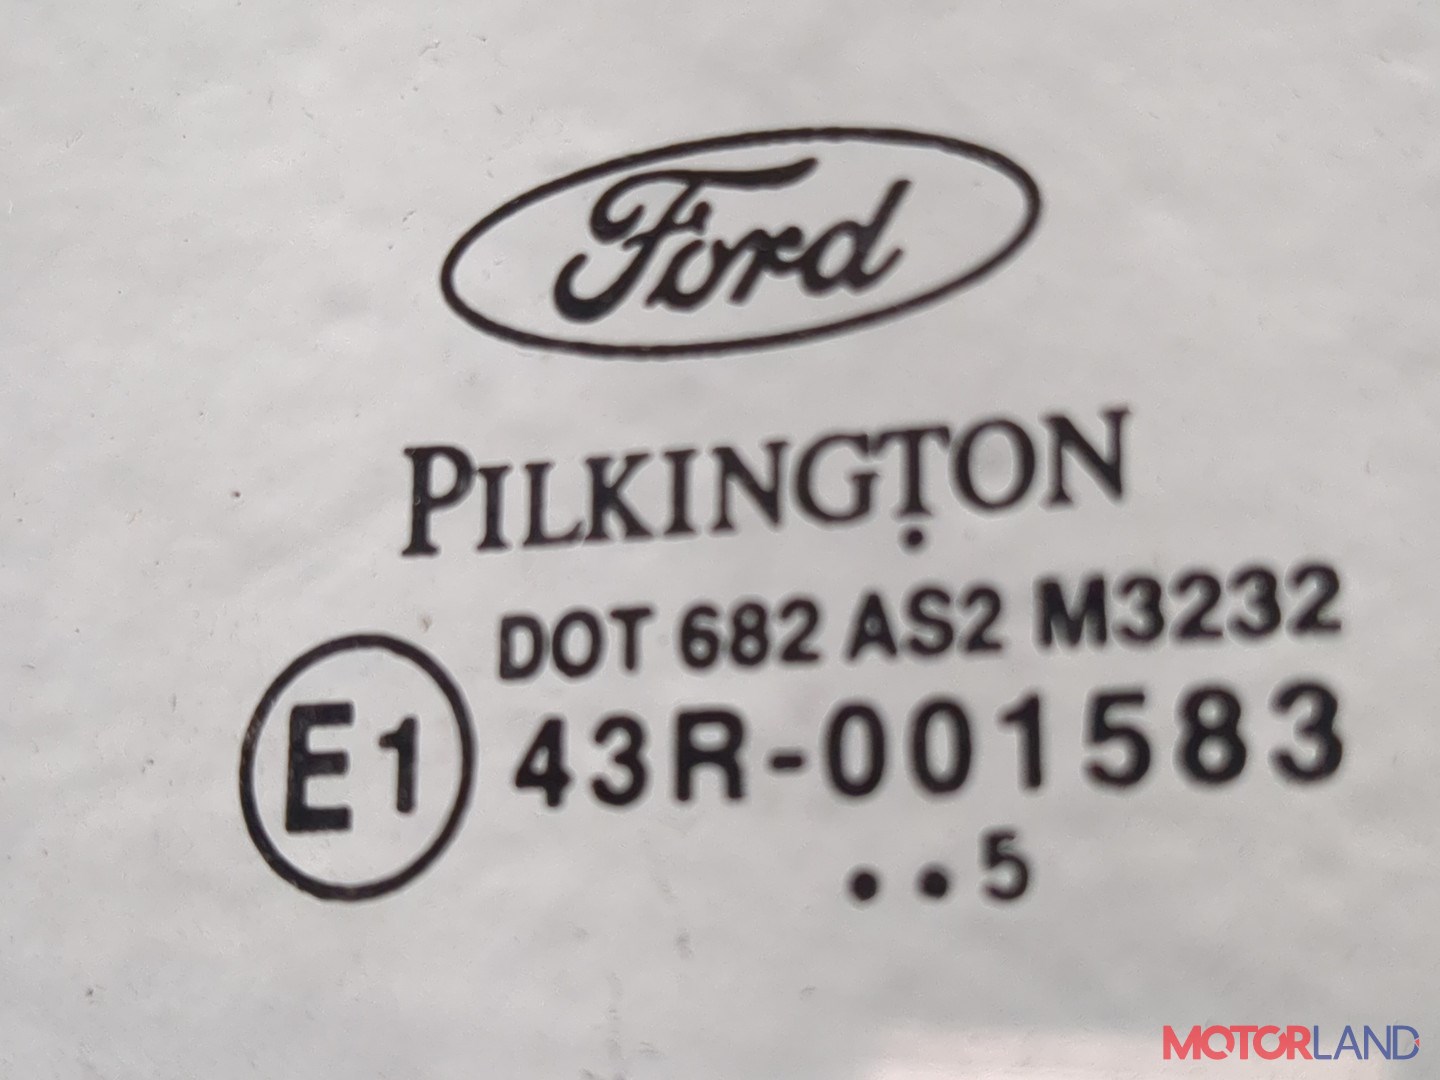 Ford
PILKINGTON
DOT 682 AS2 M3232
E1 43R-001583
..5
MOTORLAND